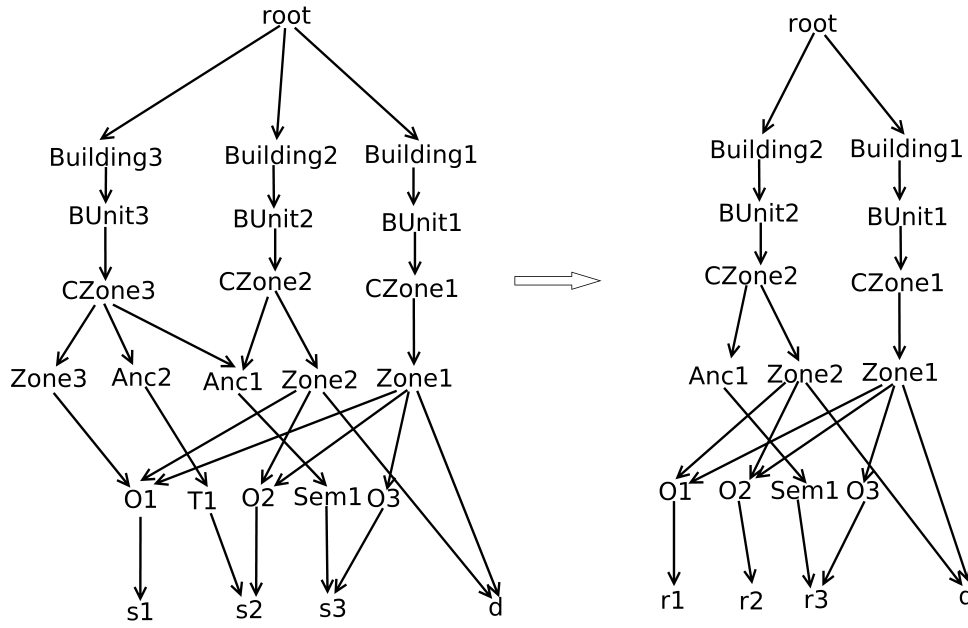 root
root
Building3 Building2 Building1
Building2 Building1
BUnit3 BUnit2 BUnit1
BUnit2 BUnit1
CZone3 CZone2 CZone1
CZone2 CZone1
Zone3 Anc2 Anc1 Zone2 Zone1
Anc1 Zone2 Zone1
O1 T1 O2 Sem1 O3
O1 O2 Sem1 O3
s1 s2 s3 d
r1 r2 r3